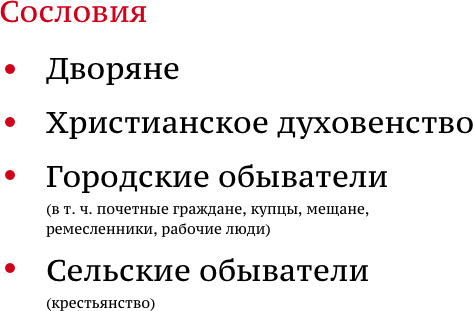 Сословия
• Дворяне
• Христианское духовенство
• Городские обыватели
(в т. ч. почетные граждане, купцы, мещане,
ремесленники, рабочие люди)
• Сельские обыватели
(крестьянство)